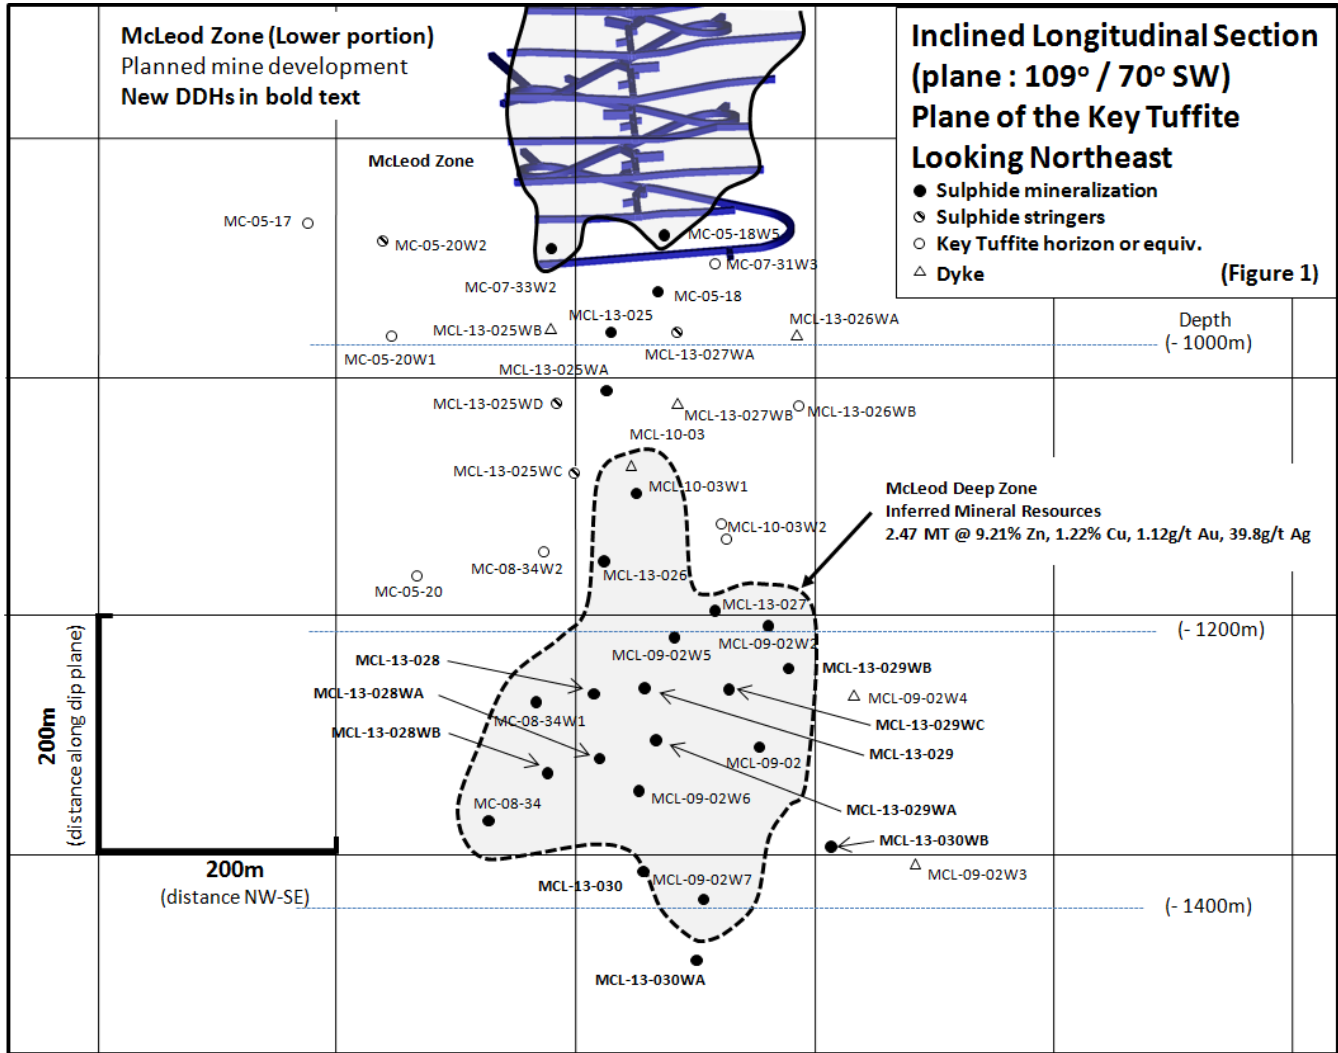 McLeod Zone (Lower portion)
Planned mine development
New DDHs in bold text
Inclined Longitudinal Section
(plane : 109° / 70° SW)
Plane of the Key Tuffite
Looking Northeast
Sulphide mineralization
Sulphide stringers
Key Tuffite horizon or equiv.
Dyke
(Figure 1)
McLeod Zone
MC-05-17
MC-05-20W2
MC-05-18W5
MC-07-31W3
MC-07-33W2
MC-05-18
MCL-13-025
MCL-13-025WB
MCL-13-026WA
MC-05-20W1
MCL-13-027WA
Depth
(- 1000m)
MCL-13-025WA
MCL-13-025WD
MCL-13-027WB
MCL-13-026WB
MCL-10-03
MCL-13-025WC
MCL-10-03W1
McLeod Deep Zone
Inferred Mineral Resources
2.47 MT @ 9.21% Zn, 1.22% Cu, 1.12g/t Au, 39.8g/t Ag
MCL-10-03W2
MC-08-34W2
MCL-13-026
MC-05-20
MCL-13-027
(- 1200m)
MCL-09-02W5
MCL-09-02W2
MCL-13-028
MCL-13-029WB
MCL-13-028WA
MCL-09-02W4
MC-08-34W1
MCL-13-029WC
MCL-13-028WB
MCL-13-029
MCL-09-02
MC-08-34
MCL-09-02W6
MCL-13-029WA
MCL-13-030WB
200m
(distance along dip plane)
200m
(distance NW-SE)
MCL-13-030
MCL-09-02W7
MCL-09-02W3
(- 1400m)
MCL-13-030WA